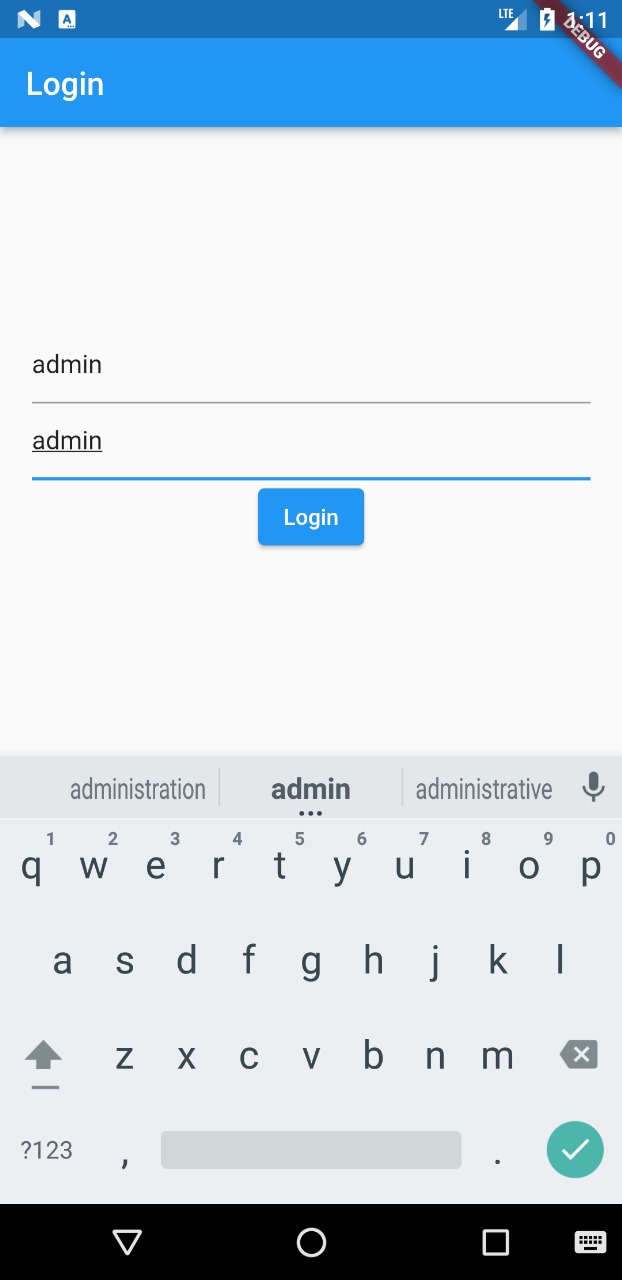 LTE 1:11
DEBUG
Login
admin
admin
Login
administration admin administrative
1 2 3 4 5 6 7 8 9 0
q w e r t y u i o p
a s d f g h j k l
z x c v b n m
?123 , .